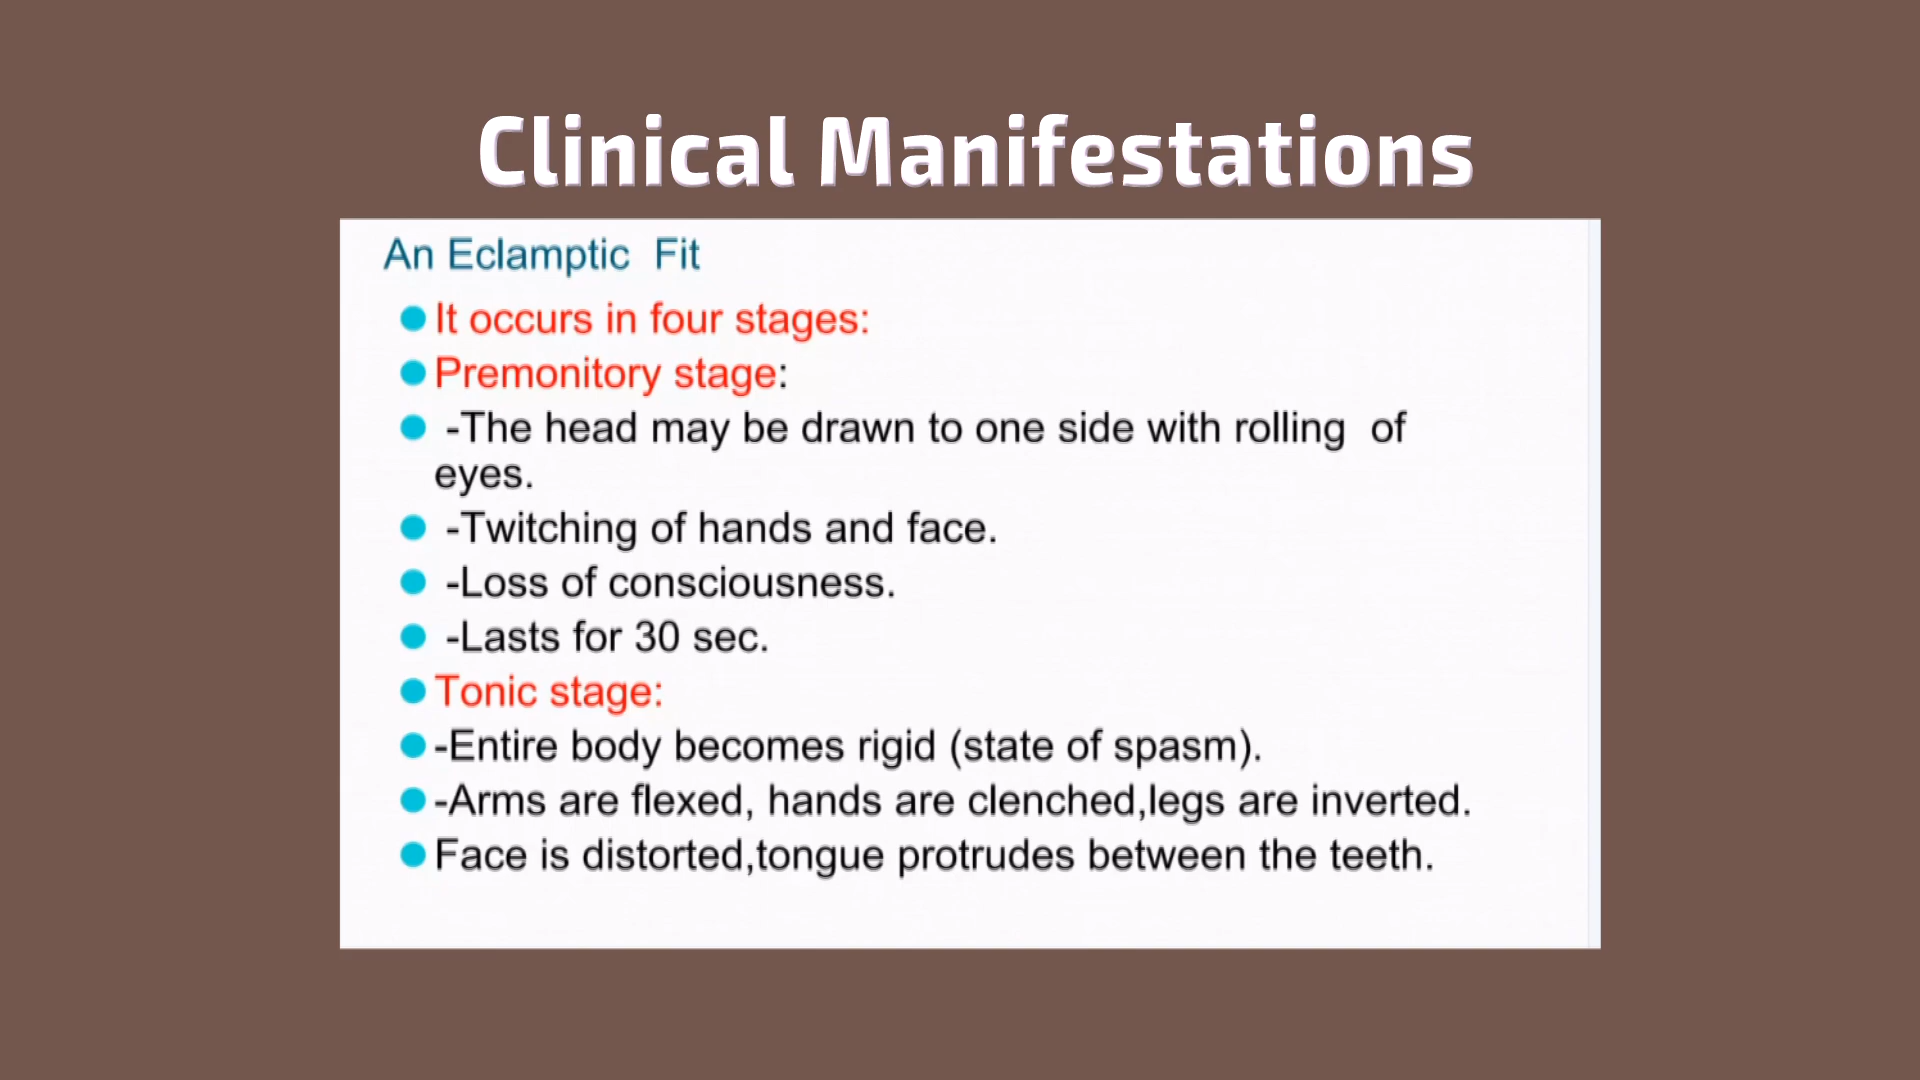 Clinical Manifestations
An Eclamptic Fit
It occurs in four stages:
Premonitory stage:
-The head may be drawn to one side with rolling of
eyes.
-Twitching of hands and face.
-Loss of consciousness.
-Lasts for 30 sec.
Tonic stage:
-Entire body becomes rigid (state of spasm).
-Arms are flexed, hands are clenched,legs are inverted.
Face is distorted,tongue protrudes between the teeth.